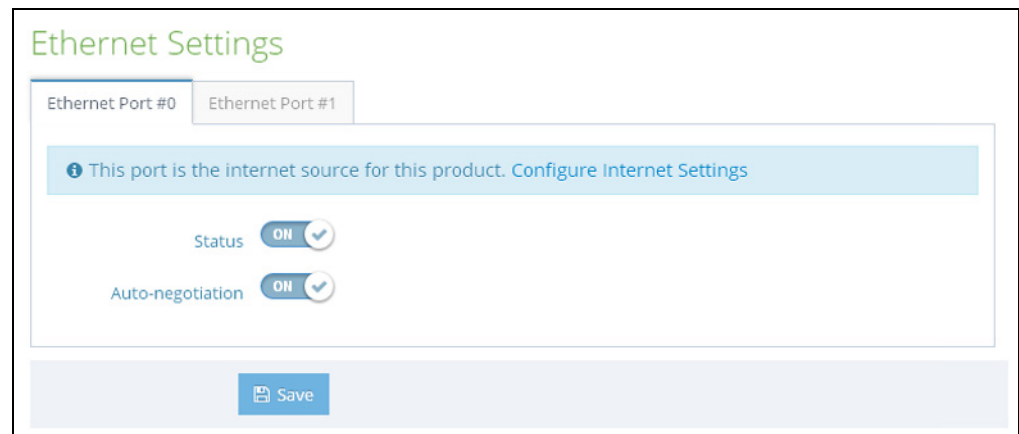 Ethernet Settings
Ethernet Port #0 Ethernet Port #1
This port is the internet source for this product. Configure Internet Settings
Status ON
Auto-negotiation ON
Save